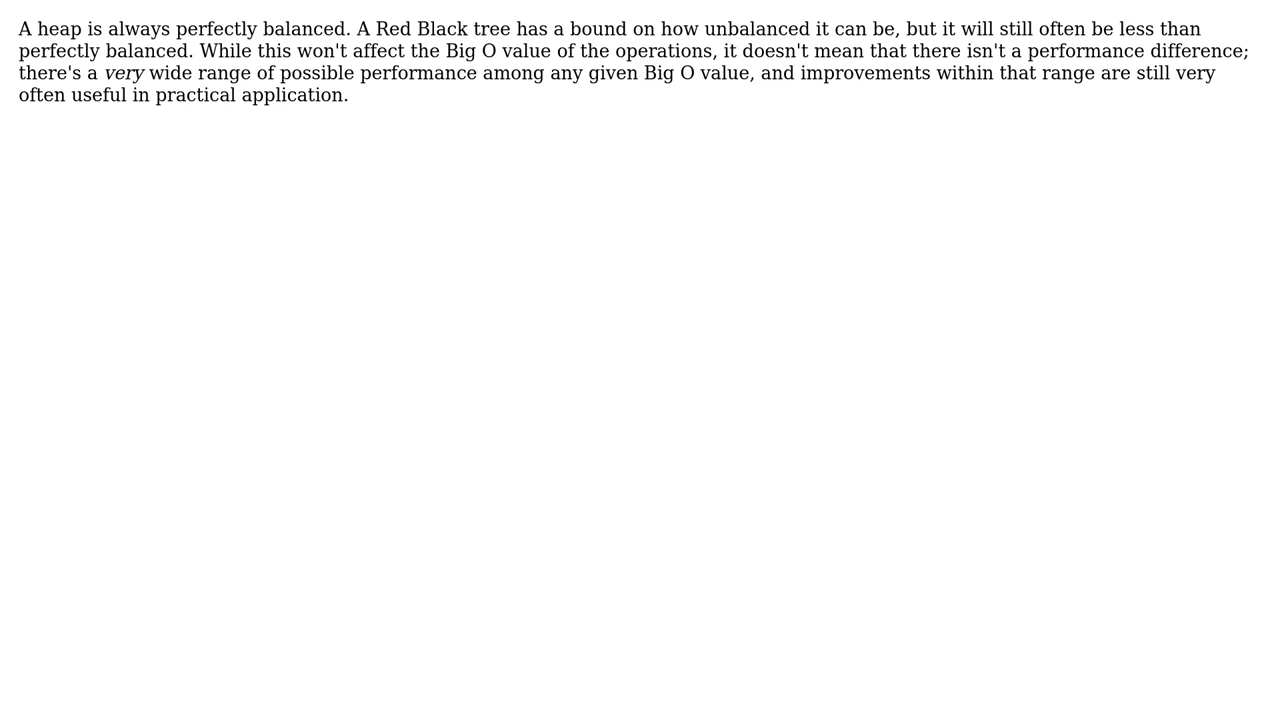 A heap is always perfectly balanced. A Red Black tree has a bound on how unbalanced it can be, but it will still often be less than
perfectly balanced. While this won't affect the Big O value of the operations, it doesn't mean that there isn't a performance difference;
there's a very wide range of possible performance among any given Big O value, and improvements within that range are still very
often useful in practical application.